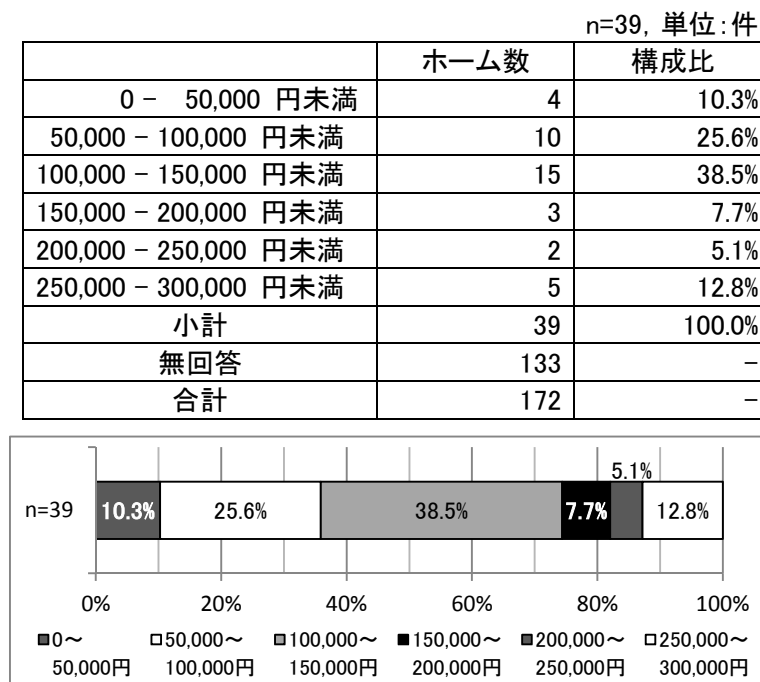 n=39, 単位:件
ホーム数 構成比
0 - 50,000 円未満 4 10.3%
50,000 - 100,000 円未満 10 25.6%
100,000 - 150,000 円未満 15 38.5%
150,000 - 200,000 円未満 3 7.7%
200,000 - 250,000 円未満 2 5.1%
250,000 - 300,000 円未満 5 12.8%
小計 39 100.0%
無回答 133 -
合計 172 -
5.1%
n=39 10.3% 25.6% 38.5% 7.7% 12.8%
0% 20% 40% 60% 80% 100%
0～ 50,000～ 100,000～ 150,000～ 200,000～ 250,000～
50,000円 100,000円 150,000円 200,000円 250,000円 300,000円